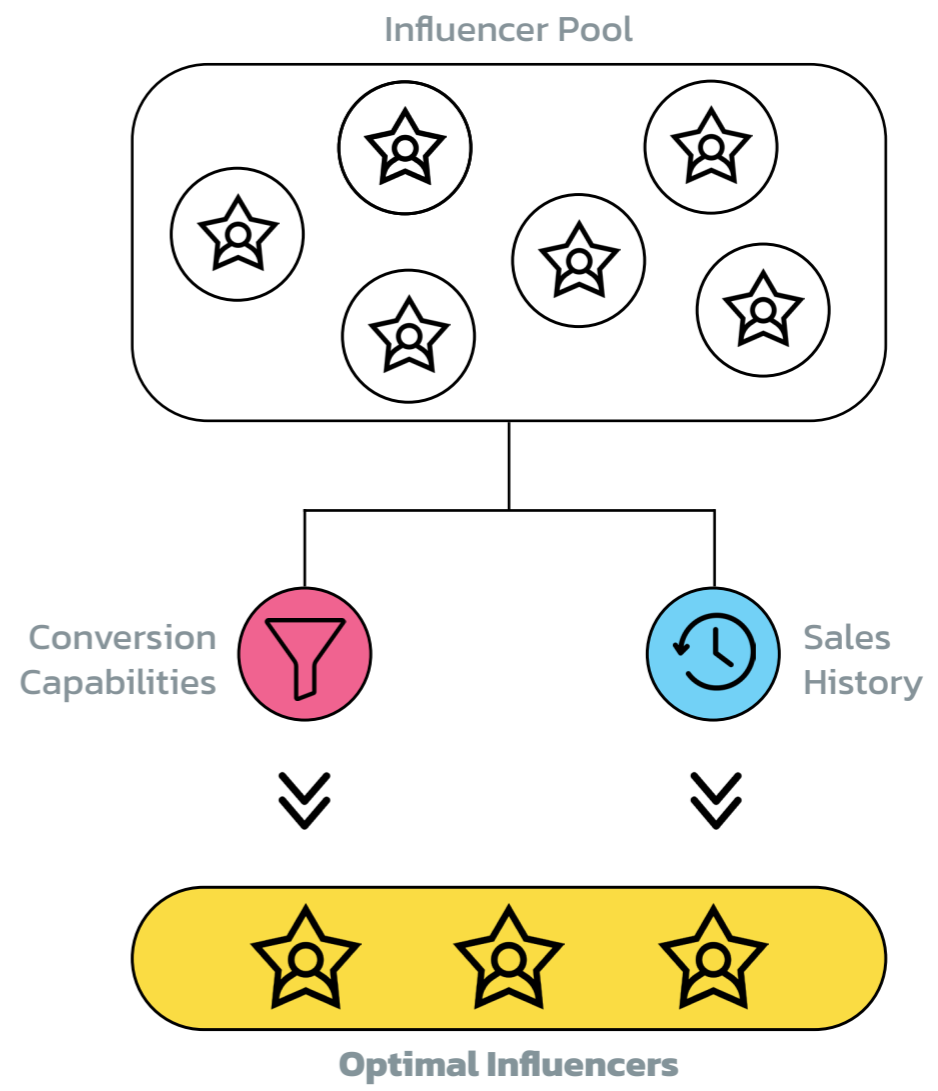 Influencer Pool
Conversion
Capabilities
Sales
History
Optimal Influencers